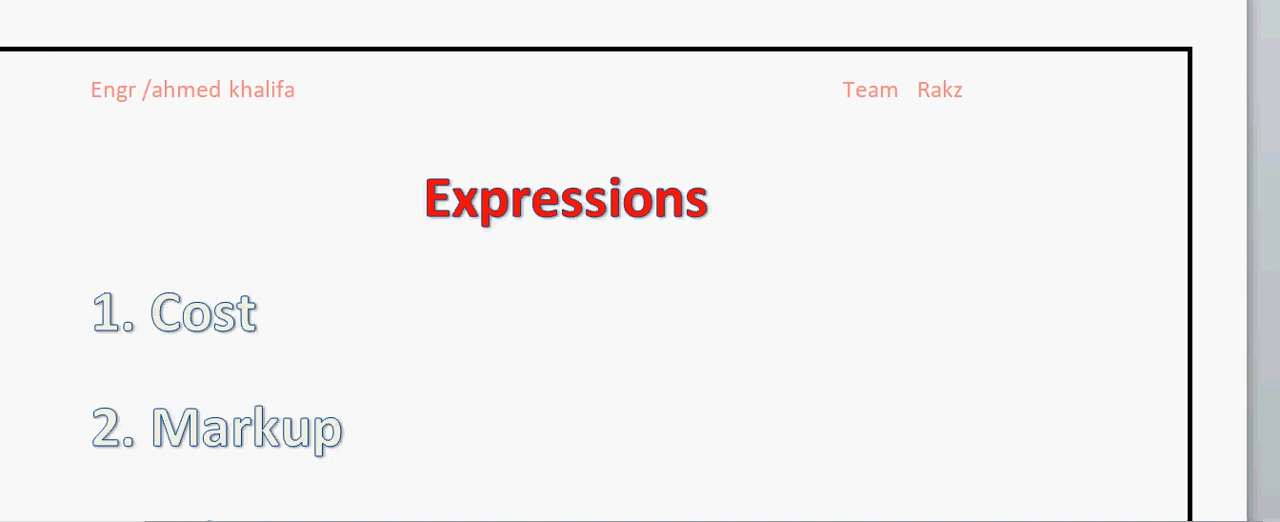 Engr /ahmed khalifa Team Rakz
Expressions
1. Cost
2. Markup